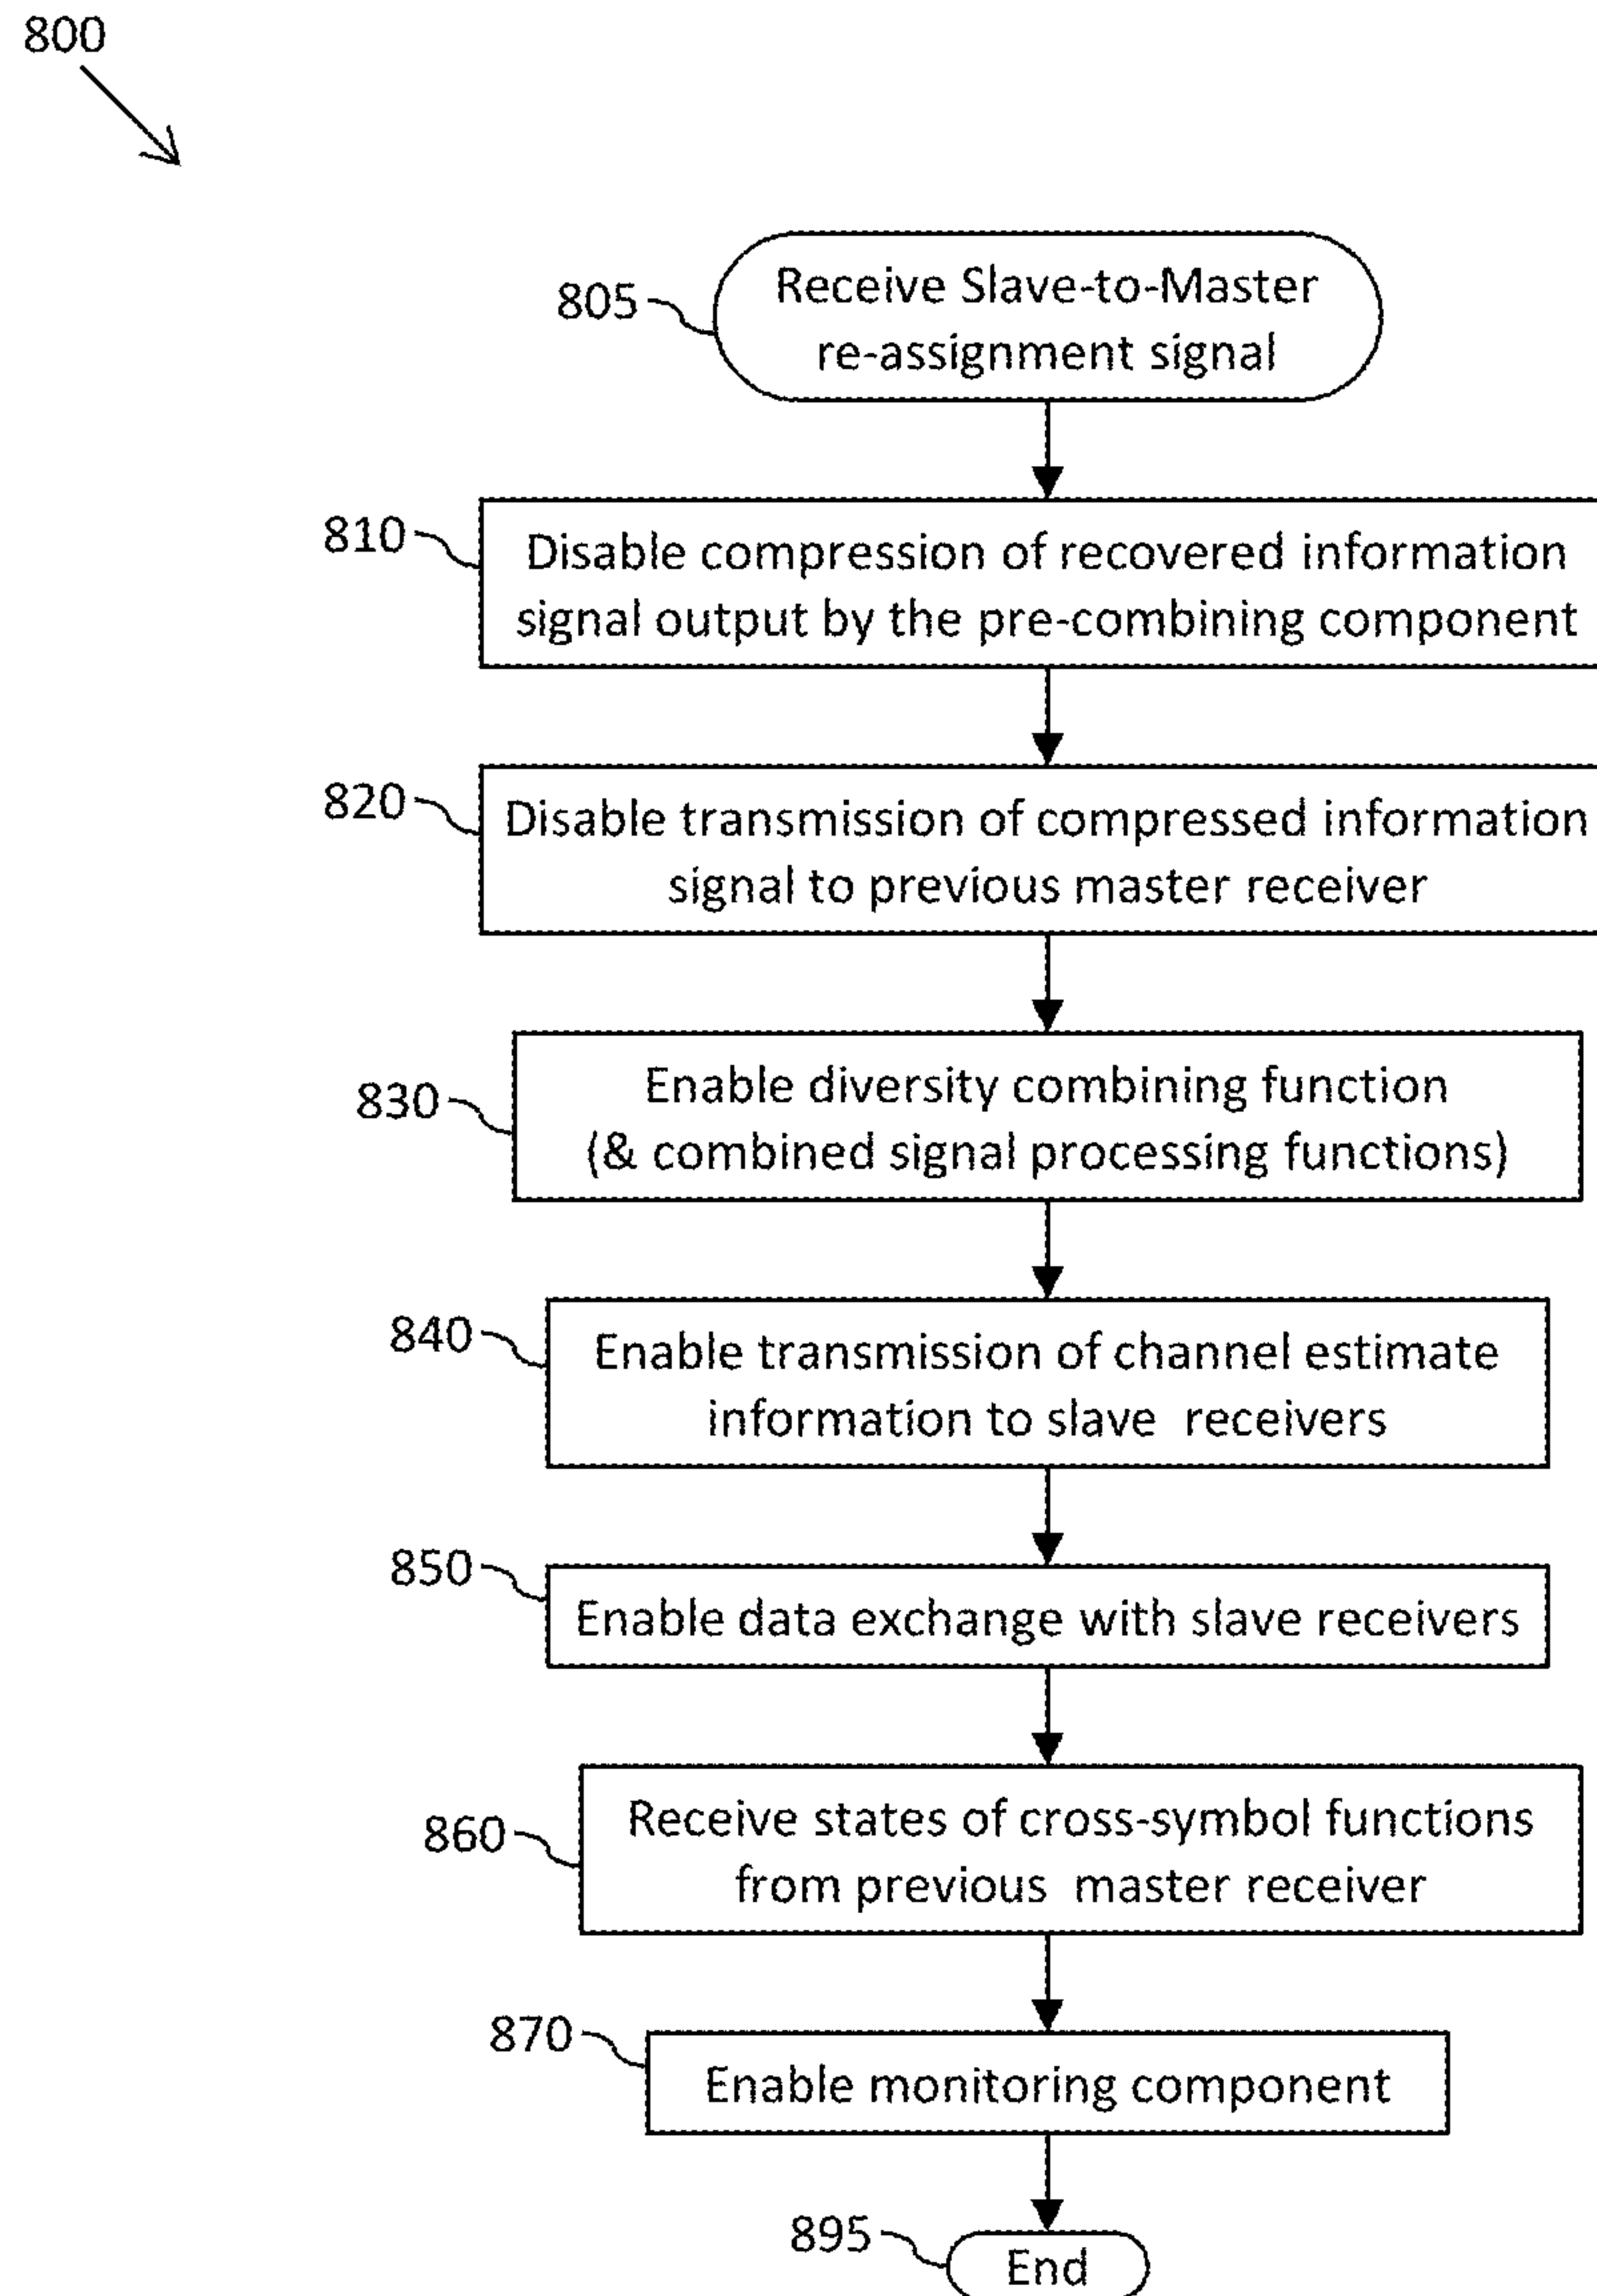 800
805
Receive Slave-to-Master
re-assignment signal
810
Disable compression of recovered information
signal output by the pre-combining component
820
Disable transmission of compressed information
signal to previous master receiver
830
Enable diversity combining function
(& combined signal processing functions)
840
Enable transmission of channel estimate
information to slave receivers
850
Enable data exchange with slave receivers
860
Receive states of cross-symbol functions
from previous master receiver
870
Enable monitoring component
895
End